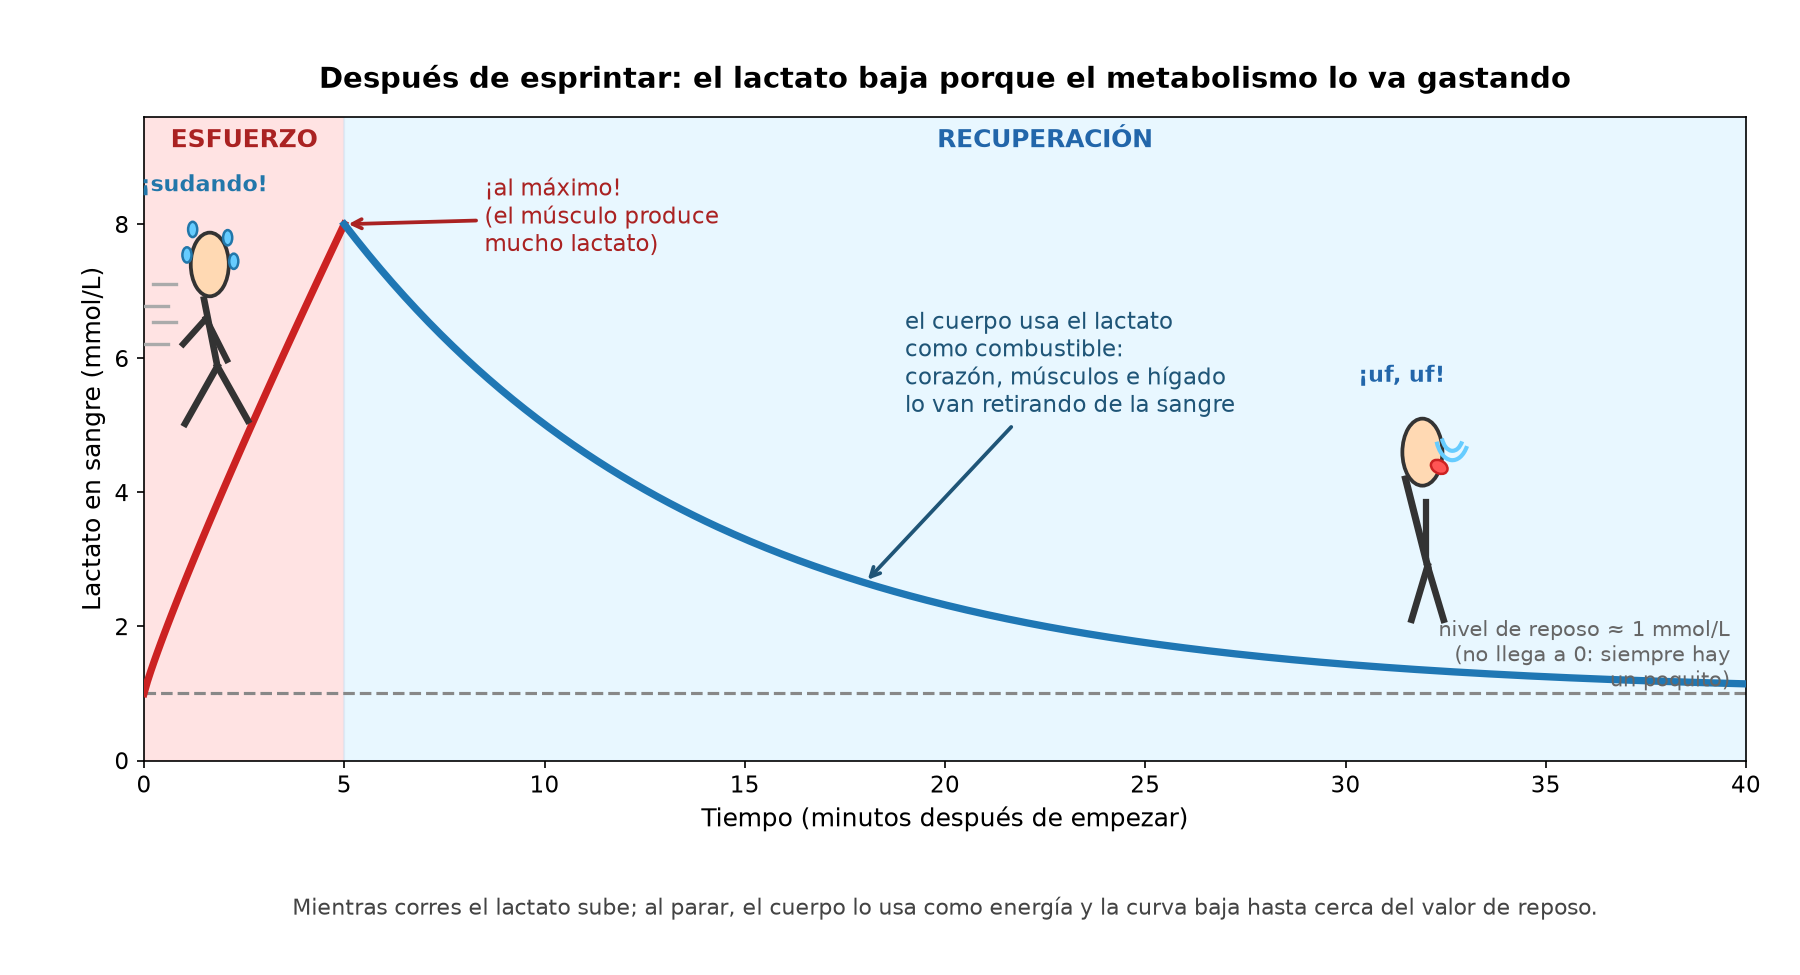 Después de esprintar: el lactato baja porque el metabolismo lo va gastando
ESFUERZO
RECUPERACIÓN
¡sudando!
¡al máximo!
(el músculo produce
mucho lactato)
el cuerpo usa el lactato
como combustible:
corazón, músculos e hígado
lo van retirando de la sangre
¡uf, uf!
nivel de reposo ≈ 1 mmol/L
(no llega a 0: siempre hay
un poquito)
Lactato en sangre (mmol/L)
8
6
4
2
0
0 5 10 15 20 25 30 35 40
Tiempo (minutos después de empezar)
Mientras corres el lactato sube; al parar, el cuerpo lo usa como energía y la curva baja hasta cerca del valor de reposo.